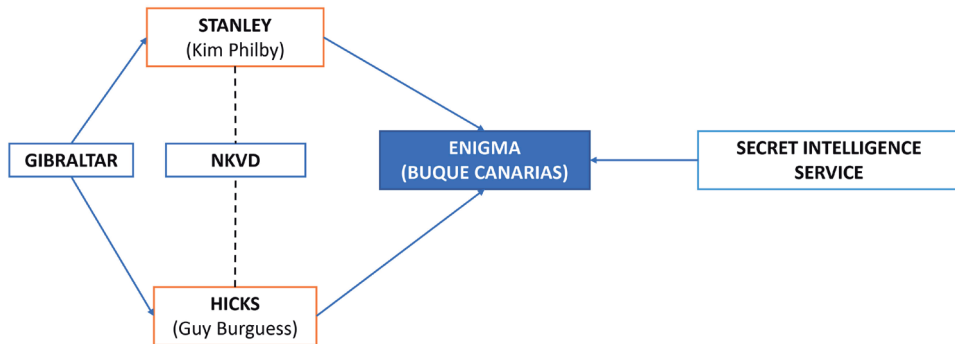 STANLEY
(Kim Philby)
GIBRALTAR
NKVD
ENIGMA
(BUQUE CANARIAS)
SECRET INTELLIGENCE
SERVICE
HICKS
(Guy Burguess)